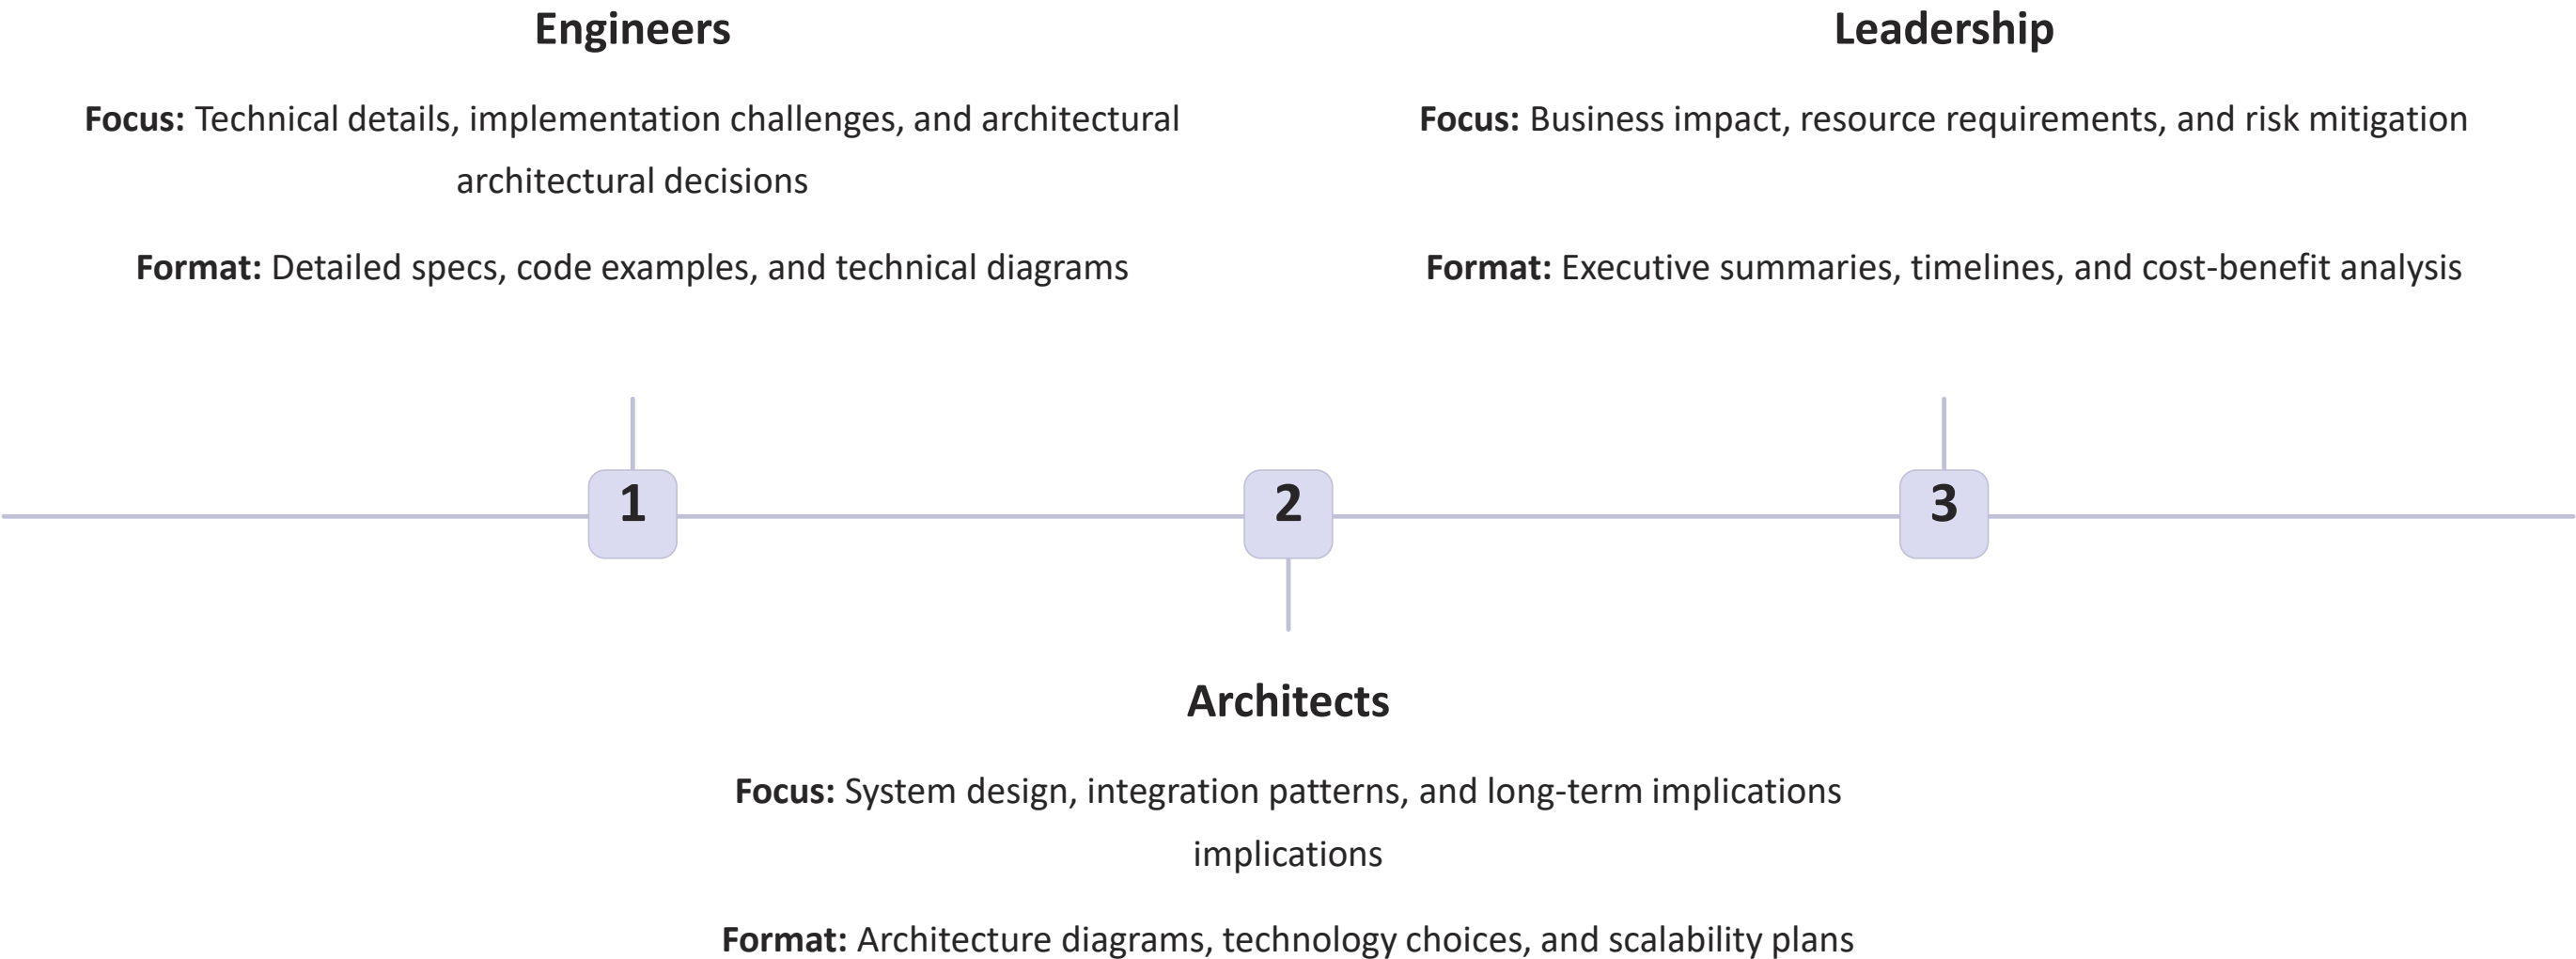 Engineers
Focus: Technical details, implementation challenges, and architectural
architectural decisions
Format: Detailed specs, code examples, and technical diagrams
Leadership
Focus: Business impact, resource requirements, and risk mitigation
Format: Executive summaries, timelines, and cost-benefit analysis
1
2
3
Architects
Focus: System design, integration patterns, and long-term implications
implications
Format: Architecture diagrams, technology choices, and scalability plans